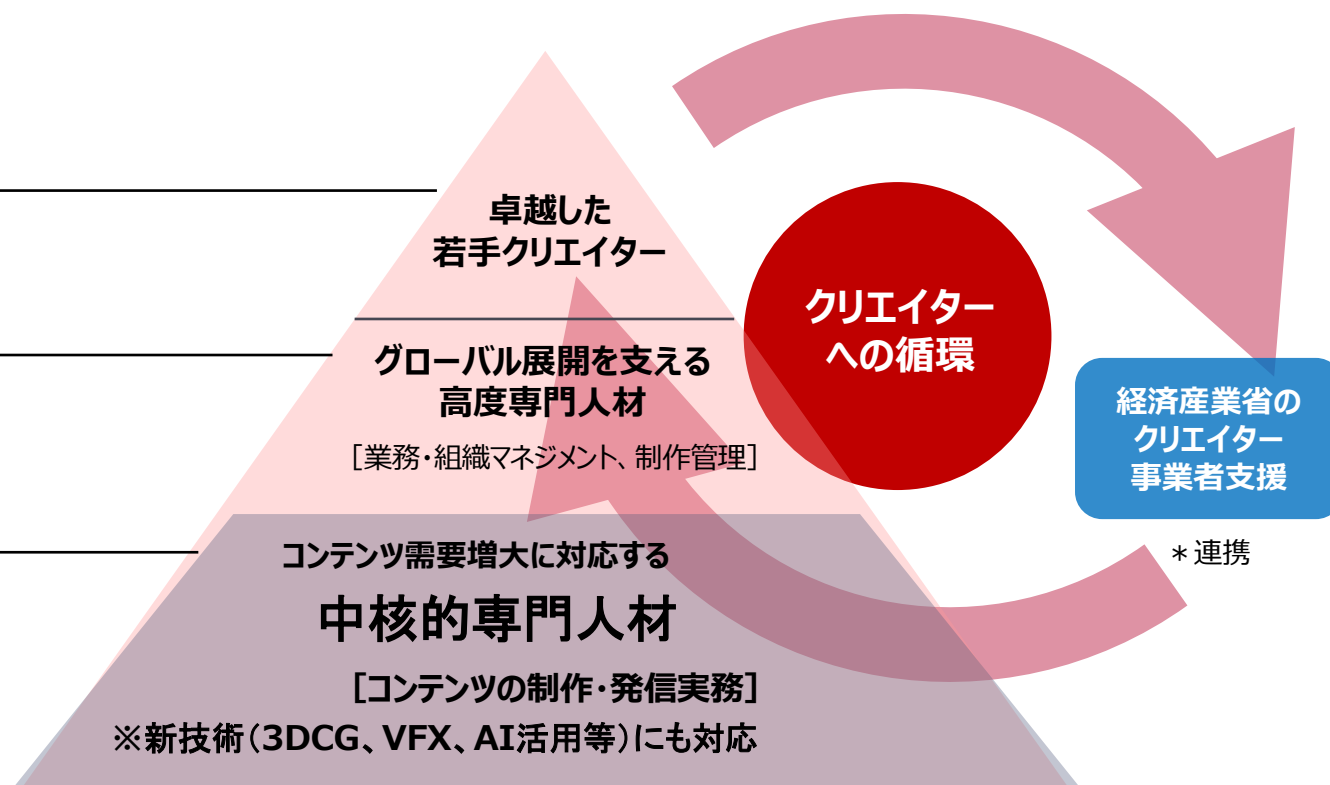 卓越した
若手クリエイター
グローバル展開を支える
高度専門人材
［業務・組織マネジメント、制作管理］
コンテンツ需要増大に対応する
中核的専門人材
［コンテンツの制作・発信実務］
※新技術（3DCG、VFX、AI活用等）にも対応
クリエイター
への循環
経済産業省の
クリエイター
事業者支援
＊連携